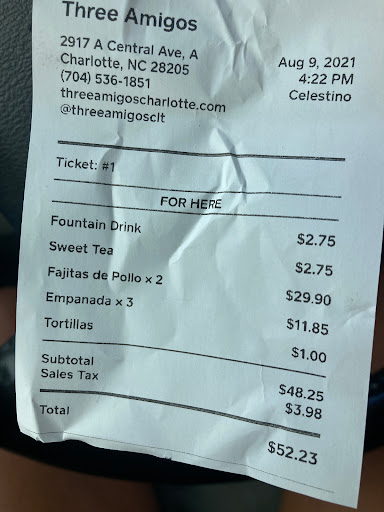 Three Amigos
2917 A Central Ave, A
Charlotte, NC 28205
(704) 536-1851
threeamigoscharlotte.com
@threeamigosclt
Aug 9, 2021
4:22 PM
Celestino
Ticket: #1
FOR HERE
Fountain Drink $2.75
Sweet Tea $2.75
Fajitas de Pollo x 2 $29.90
Empanada x 3 $11.85
Tortillas $1.00
Subtotal $48.25
Sales Tax $3.98
Total $52.23